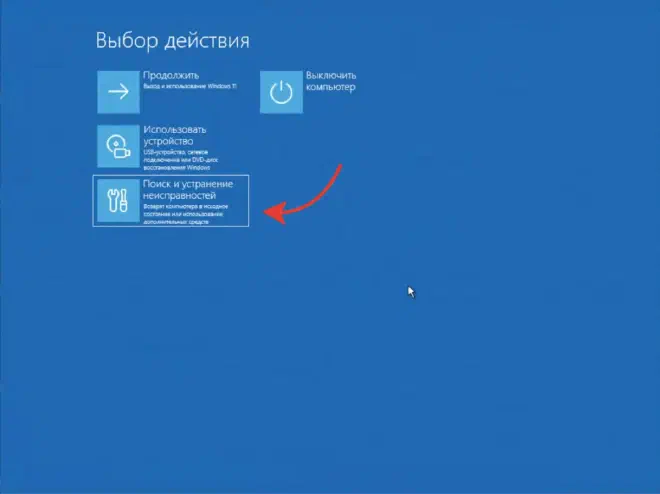 Выбор действия
Продолжить
Выход и использование Windows 11
Выключить
компьютер
Использовать
устройство
USB-устройство, сетевое
подключение или DVD-диск
восстановления Windows
Поиск и устранение
неисправностей
Возврат компьютера в исходное
состояние или использование
дополнительных средств